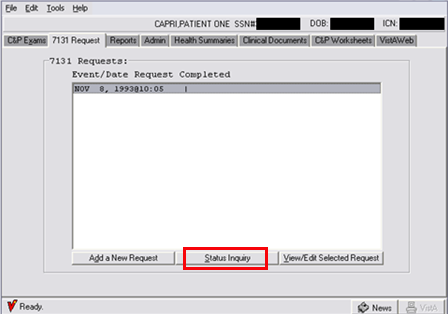 File Edit Tools Help
CAPRI,PATIENT ONE SSN# DOB: ICN:
C&P Exams 7131 Request Reports Admin Health Summaries Clinical Documents C&P Worksheets VistAWeb
7131 Requests:
Event/Date Request Completed
NOV 8, 1993@10:05 |
Add a New Request Status Inquiry View/Edit Selected Request
Ready. News VistA